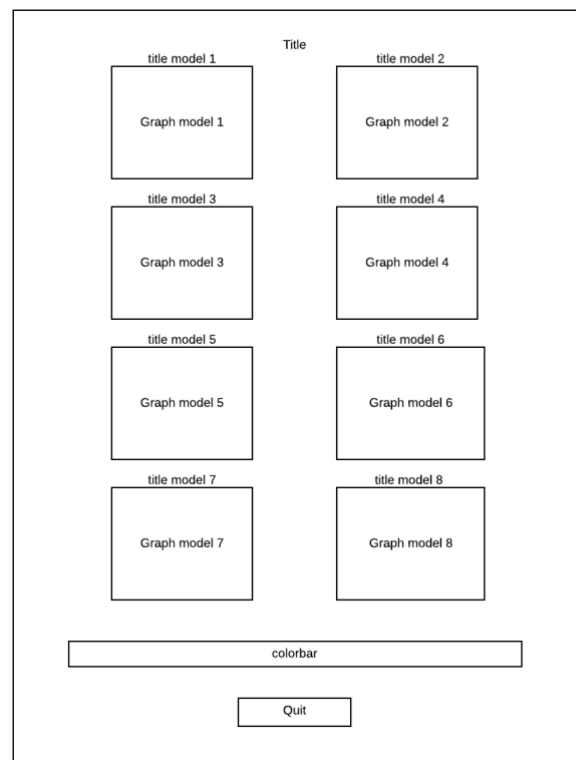 Title
title model 1
title model 2
Graph model 1
Graph model 2
title model 3
title model 4
Graph model 3
Graph model 4
title model 5
title model 6
Graph model 5
Graph model 6
title model 7
title model 8
Graph model 7
Graph model 8
colorbar
Quit